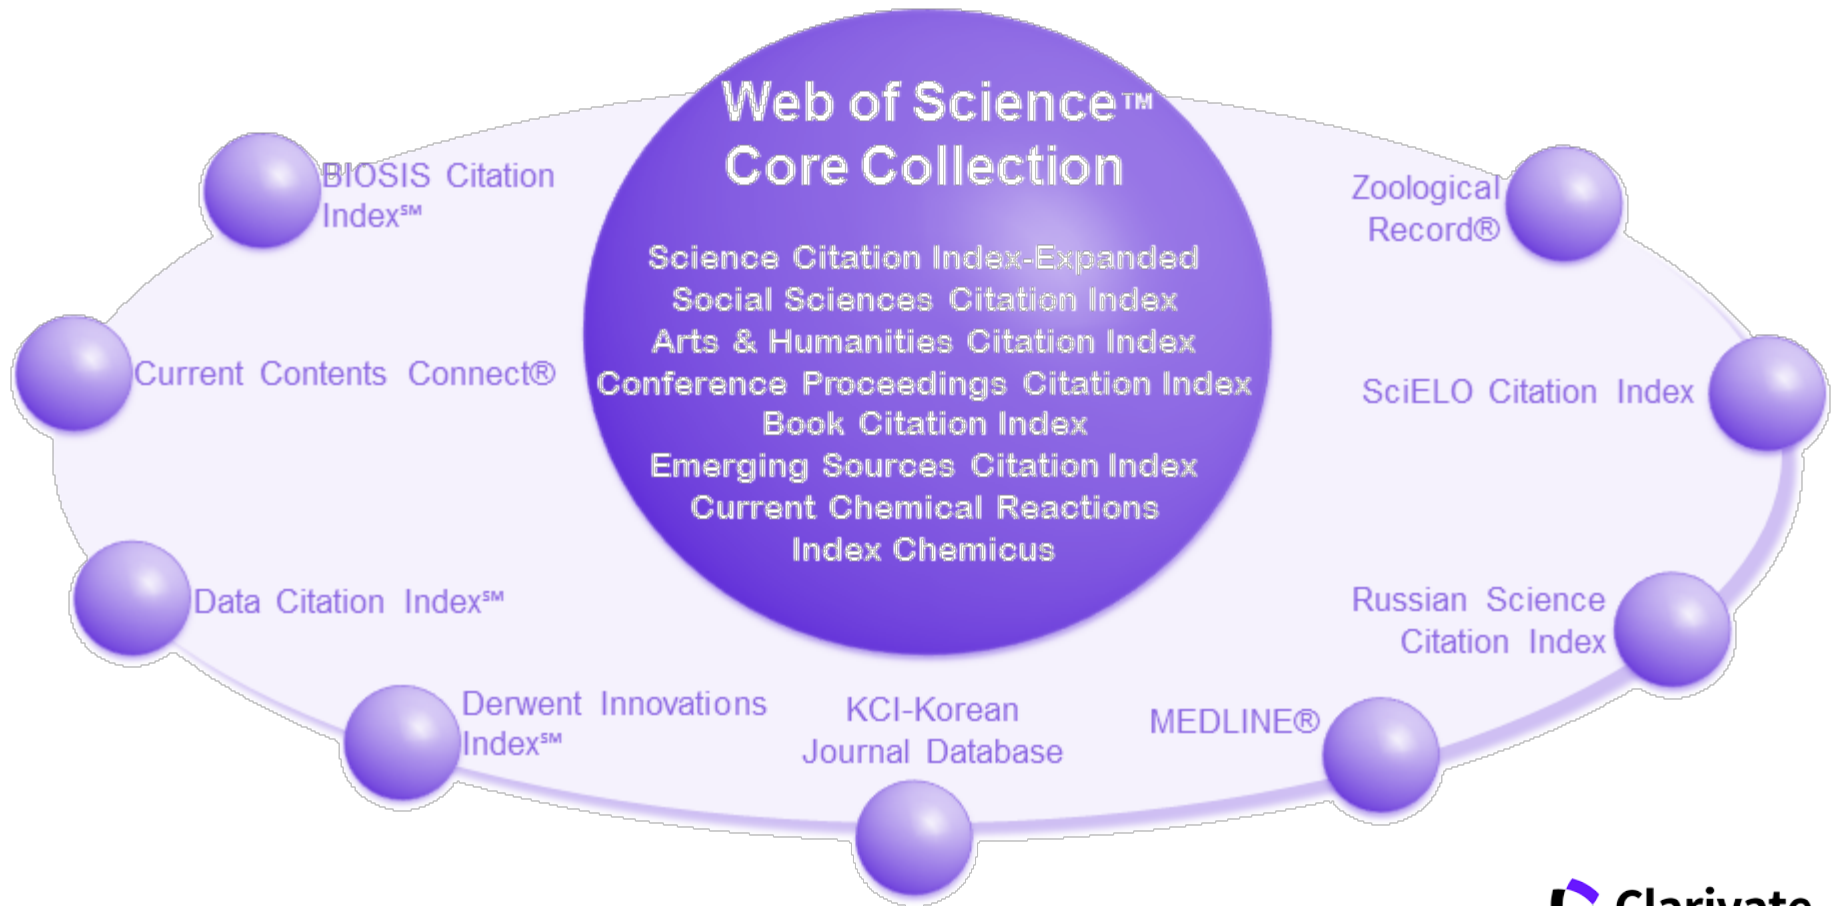 Web of Science™
Core Collection
Science Citation Index-Expanded
Social Sciences Citation Index
Arts & Humanities Citation Index
Conference Proceedings Citation Index
Book Citation Index
Emerging Sources Citation Index
Current Chemical Reactions
Index Chemicus
BIOSIS Citation
Index℠
Current Contents Connect®
Data Citation Index℠
Derwent Innovations
Index℠
KCI-Korean
Journal Database
MEDLINE®
Russian Science
Citation Index
SciELO Citation Index
Zoological
Record®
Clarivate